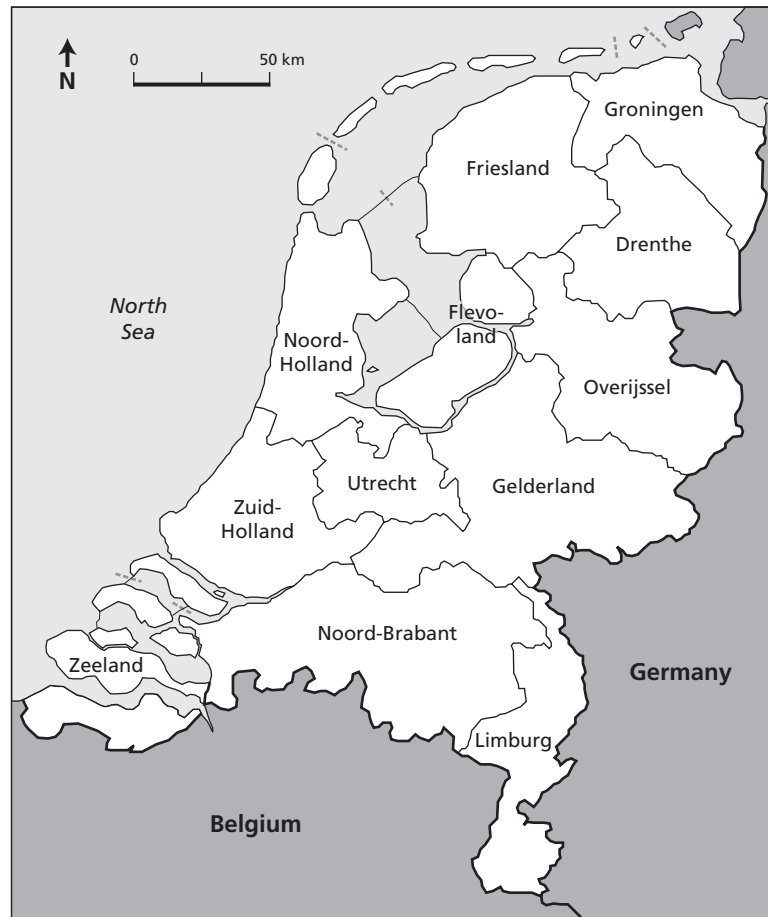 N
0 50 km
Groningen
Friesland
Drenthe
North
Sea
Flevo-
land
Noord-
Holland
Overijssel
Utrecht
Gelderland
Zuid-
Holland
Noord-Brabant
Zeeland
Germany
Limburg
Belgium